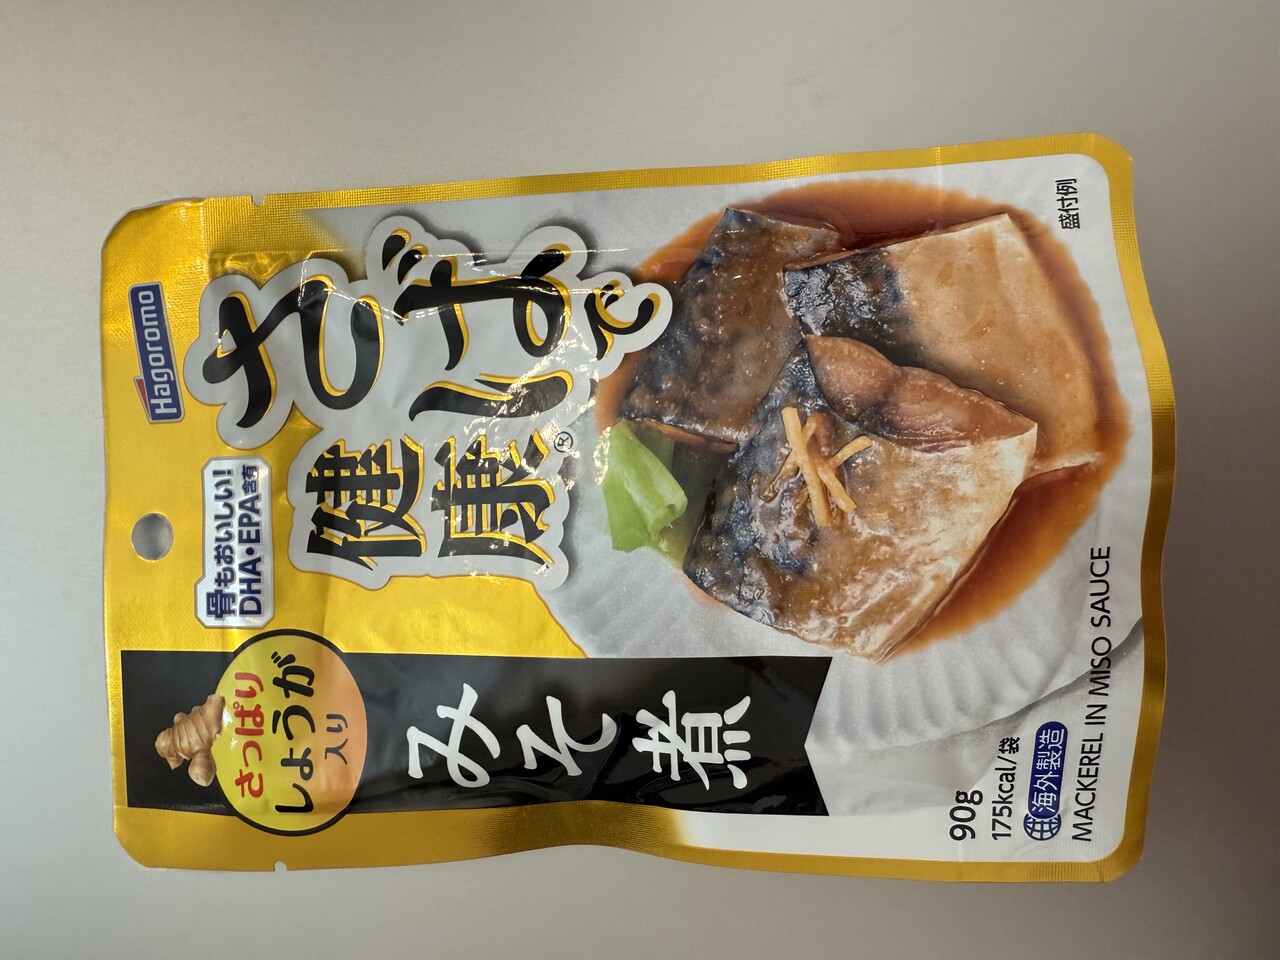 Hagoromo
骨もおいしい!
DHA・EPA含有
さばで
健康®
さっぱり
しょうが
入り
みそ煮
盛付例
90g
175kcal/袋
海外製造
MACKEREL IN MISO SAUCE